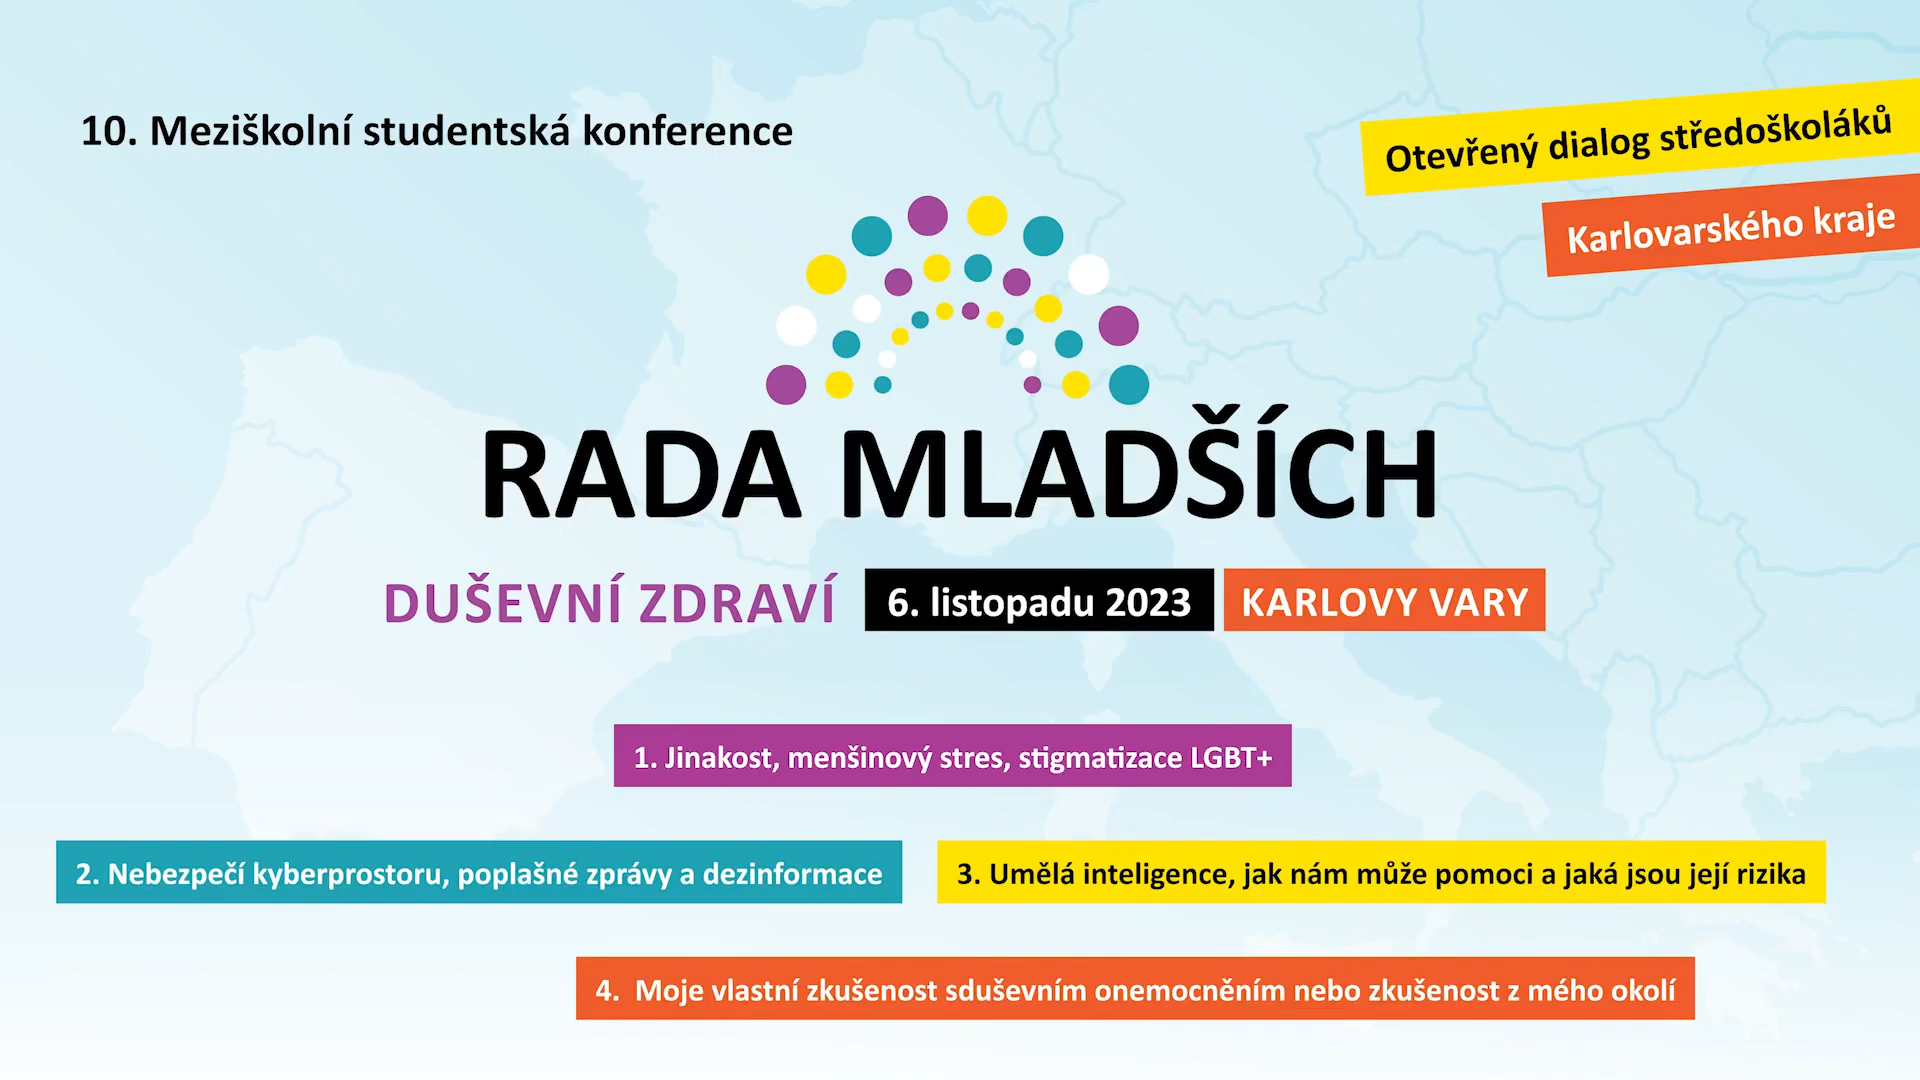 10. Meziškolní studentská konference
Otevřený dialog středoškoláků
Karlovarského kraje
RADA MLADŠÍCH
DUŠEVNÍ ZDRAVÍ 6. listopadu 2023 KARLOVY VARY
1. Jinakost, menšinový stres, stigmatizace LGBT+
2. Nebezpečí kyberprostoru, poplašné zprávy a dezinformace
3. Umělá inteligence, jak nám může pomoci a jaká jsou její rizika
4. Moje vlastní zkušenost sduševním onemocněním nebo zkušenost z mého okolí